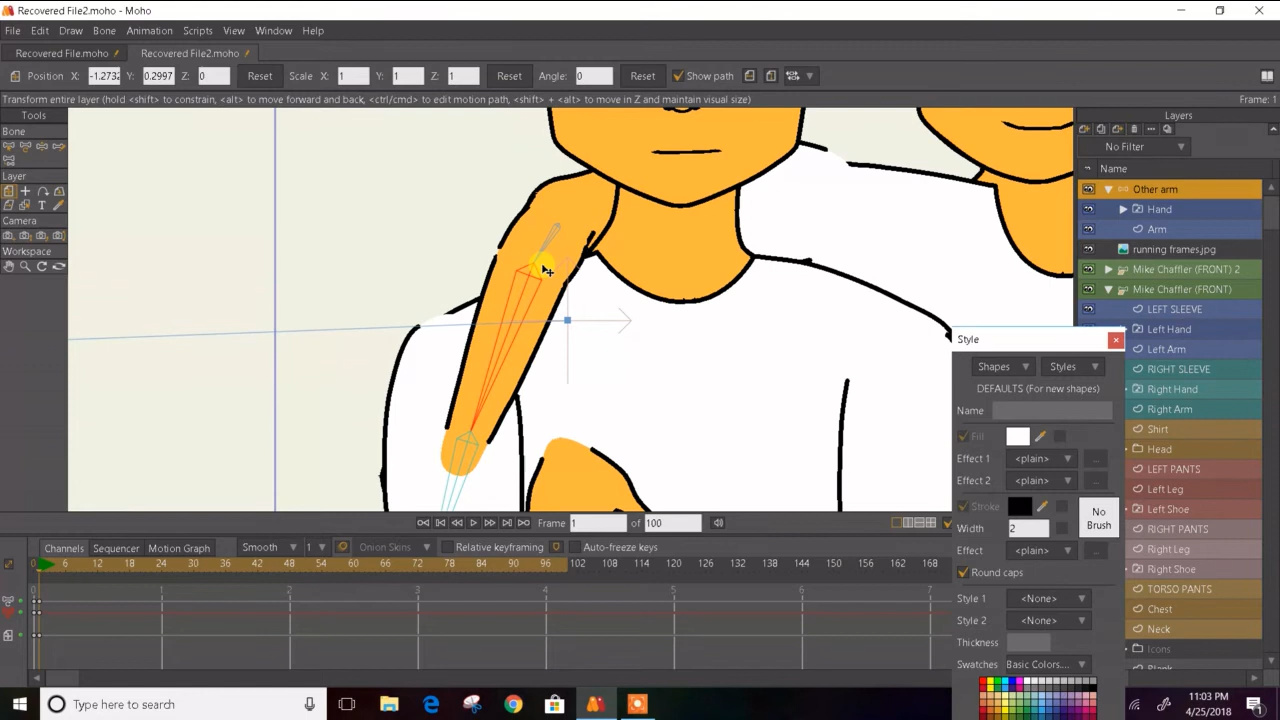 Recovered File2.moho - Moho
File Edit Draw Bone Animation Scripts View Window Help
Recovered File.moho Recovered File2.moho
Position X: -1.2732 Y: 0.2997 Z: 0 Reset Scale X: 1 Y: 1 Z: 1 Reset Angle: 0 Reset Show path
Transform entire layer (hold <shift> to constrain, <alt> to move forward and back, <ctrl/cmd> to edit motion path, <shift> + <alt> to move in Z and maintain visual size) Frame: 1
Tools
Bone
Layer
Camera
Workspace
Layers
No Filter
Name
Other arm
Hand
Arm
running frames.jpg
Mike Chaffler (FRONT) 2
Mike Chaffler (FRONT)
LEFT SLEEVE
Left Hand
Left Arm
RIGHT SLEEVE
Right Hand
Right Arm
Shirt
Head
LEFT PANTS
Left Leg
Left Shoe
RIGHT PANTS
Right Leg
Right Shoe
TORSO PANTS
Chest
Neck
Icons
Style
Shapes Styles
DEFAULTS (For new shapes)
Name
Fill
Effect 1 <plain> ...
Effect 2 <plain> ...
Stroke
No Brush
Width 2
Effect <plain> ...
Round caps
Style 1 <None>
Style 2 <None>
Thickness
Swatches Basic Colors...
Frame 1 of 100
Channels Sequencer Motion Graph Smooth 1 Onion Skins Relative keyframing Auto-freeze keys
0 6 12 18 24 30 36 42 48 54 60 66 72 78 84 90 96 102 108 114 120 126 132 138 144 150 156 162 168
0 1 2 3 4 5 6 7
Type here to search
11:03 PM
4/25/2018